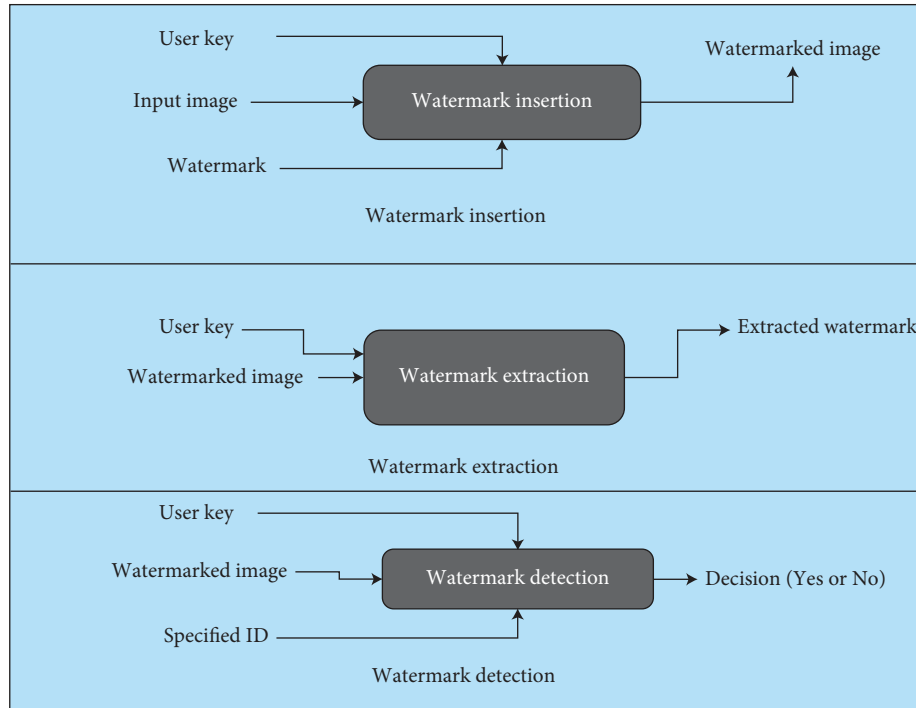 User key
Watermarked image
Input image
Watermark insertion
Watermark
Watermark insertion
User key
Extracted watermark
Watermarked image
Watermark extraction
Watermark extraction
User key
Watermarked image
Watermark detection
Decision (Yes or No)
Specified ID
Watermark detection